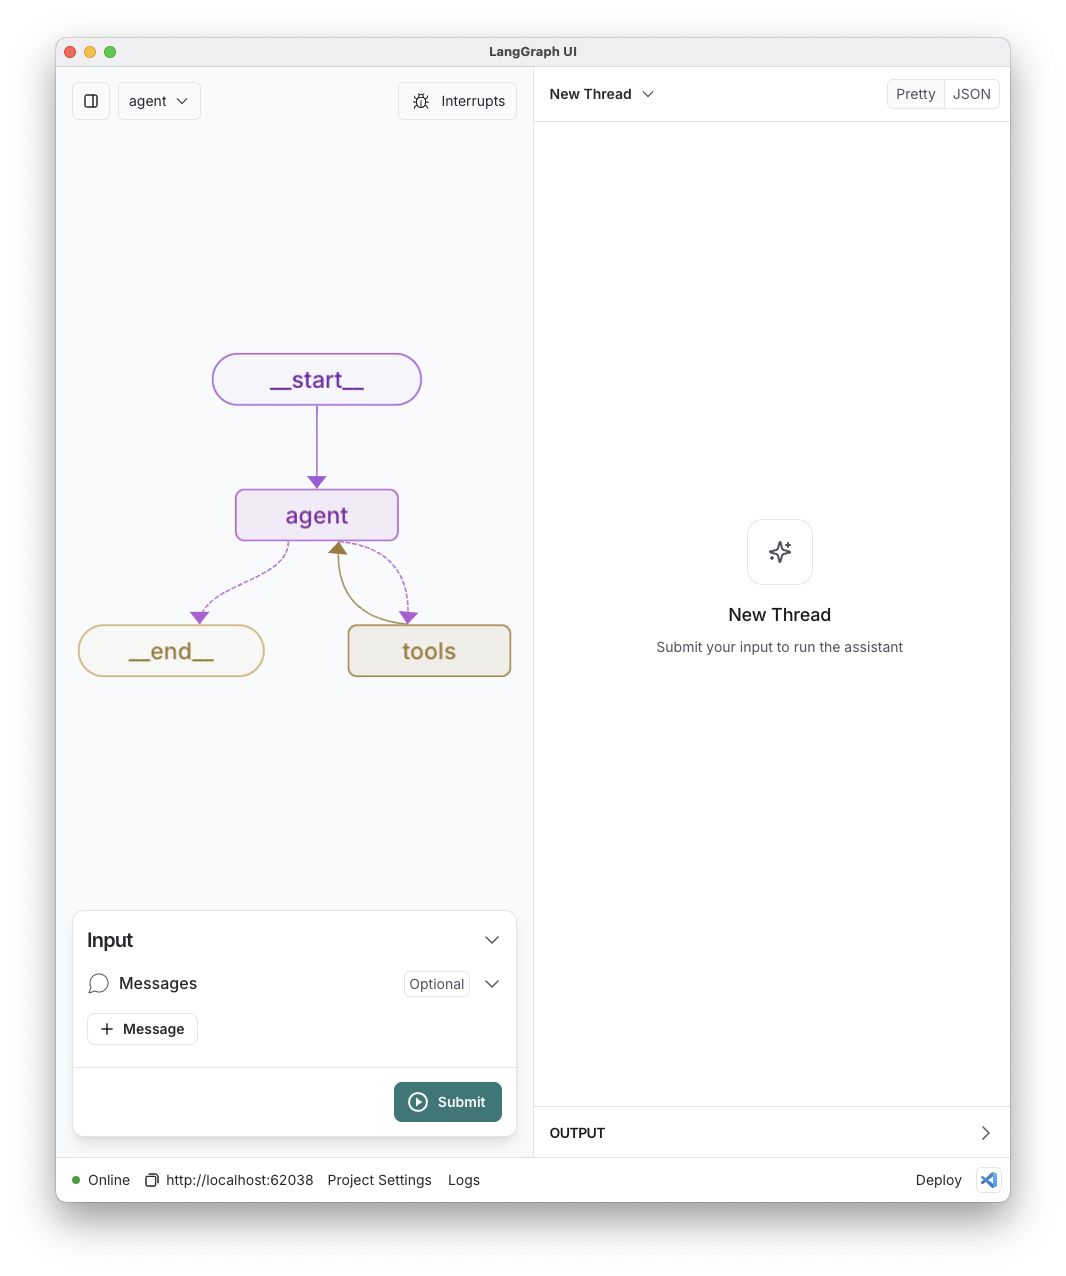 LangGraph UI
agent
Interrupts
__start__
agent
__end__
tools
Input
Messages
Optional
Message
Submit
New Thread
Pretty
JSON
New Thread
Submit your input to run the assistant
OUTPUT
Online
http://localhost:62038
Project Settings
Logs
Deploy